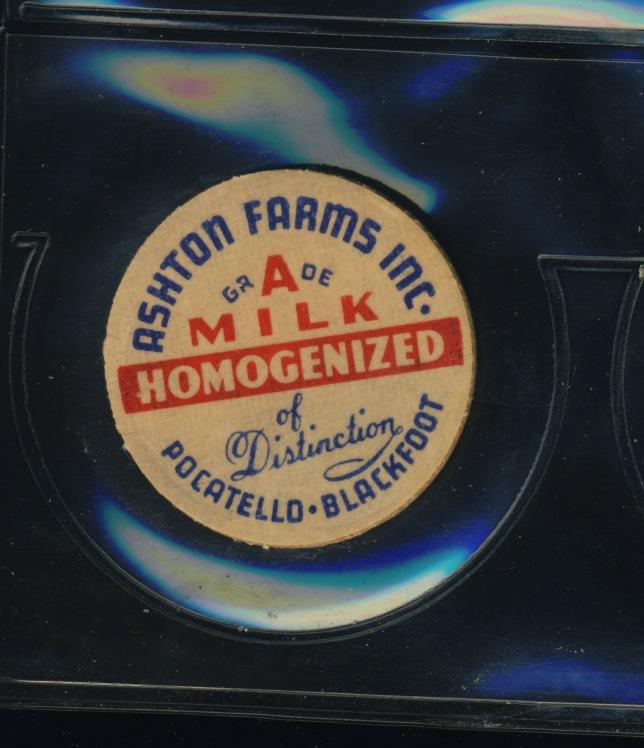 ASHTON FARMS INC.
GRADE
MILK
HOMOGENIZED
of
Distinction
POCATELLO • BLACKFOOT